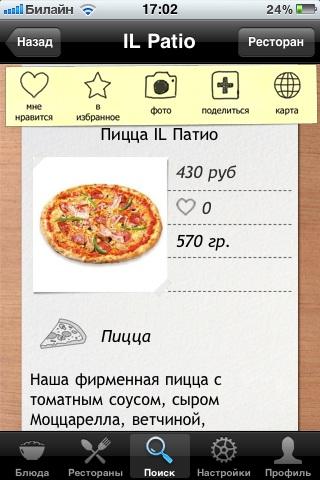 Билайн 17:02 24%
Назад IL Patio Ресторан
мне нравится
в избранное
фото
поделиться
карта
Пицца IL Патио
430 руб
0
570 гр.
Пицца
Наша фирменная пицца с
томатным соусом, сыром
Моццарелла, ветчиной,
Блюда Рестораны Поиск Настройки Профиль